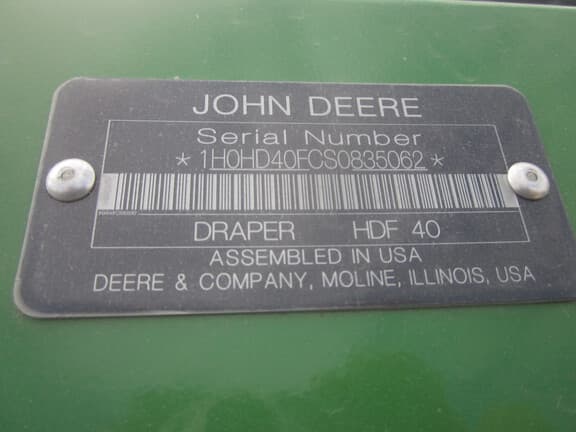 JOHN DEERE
Serial Number
*1H0HD40FCS0835062*
DRAPER HDF 40
ASSEMBLED IN USA
DEERE & COMPANY, MOLINE, ILLINOIS, USA